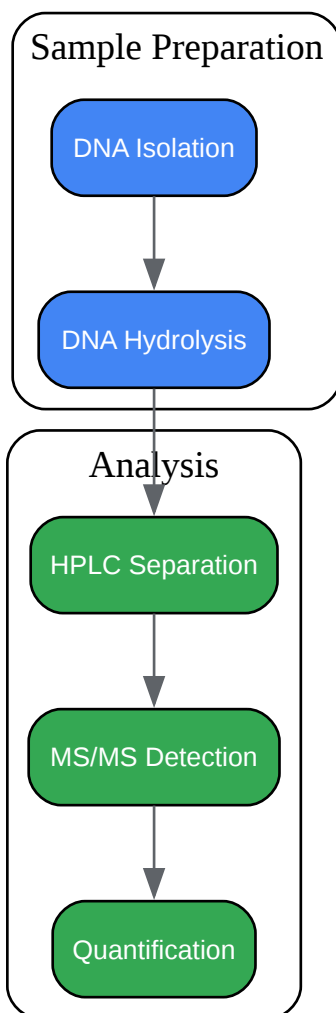 Sample Preparation
DNA Isolation
DNA Hydrolysis
Analysis
HPLC Separation
MS/MS Detection
Quantification